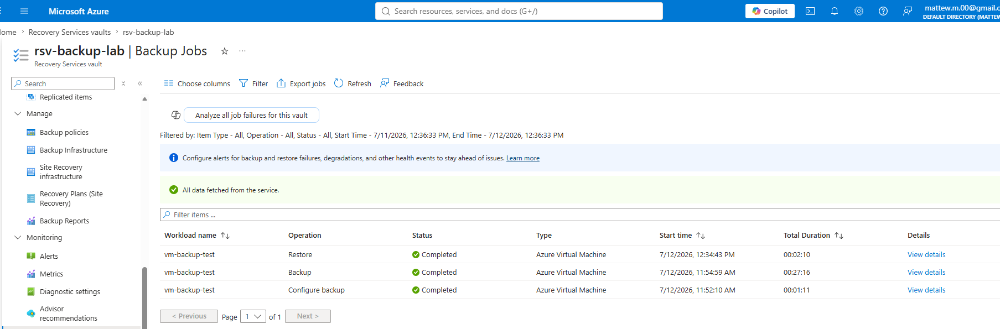 Microsoft Azure
Search resources, services, and docs (G+/)
Copilot
mattew.m.00@gmail.c
DEFAULT DIRECTORY (MATTEW
ome > Recovery Services vaults > rsv-backup-lab
rsv-backup-lab | Backup Jobs
Recovery Services vault
Search
Choose columns
Filter
Export jobs
Refresh
Feedback
Replicated items
Manage
Backup policies
Backup Infrastructure
Site Recovery
infrastructure
Recovery Plans (Site
Recovery)
Backup Reports
Monitoring
Alerts
Metrics
Diagnostic settings
Advisor
recommendations
Analyze all job failures for this vault
Filtered by: Item Type - All, Operation - All, Status - All, Start Time - 7/11/2026, 12:36:33 PM, End Time - 7/12/2026, 12:36:33 PM
Configure alerts for backup and restore failures, degradations, and other health events to stay ahead of issues. Learn more
All data fetched from the service.
Filter items ...
Workload name Operation Status Type Start time Total Duration Details
vm-backup-test Restore Completed Azure Virtual Machine 7/12/2026, 12:34:43 PM 00:02:10 View details
vm-backup-test Backup Completed Azure Virtual Machine 7/12/2026, 11:54:59 AM 00:27:16 View details
vm-backup-test Configure backup Completed Azure Virtual Machine 7/12/2026, 11:52:10 AM 00:01:11 View details
< Previous Page 1 of 1 Next >